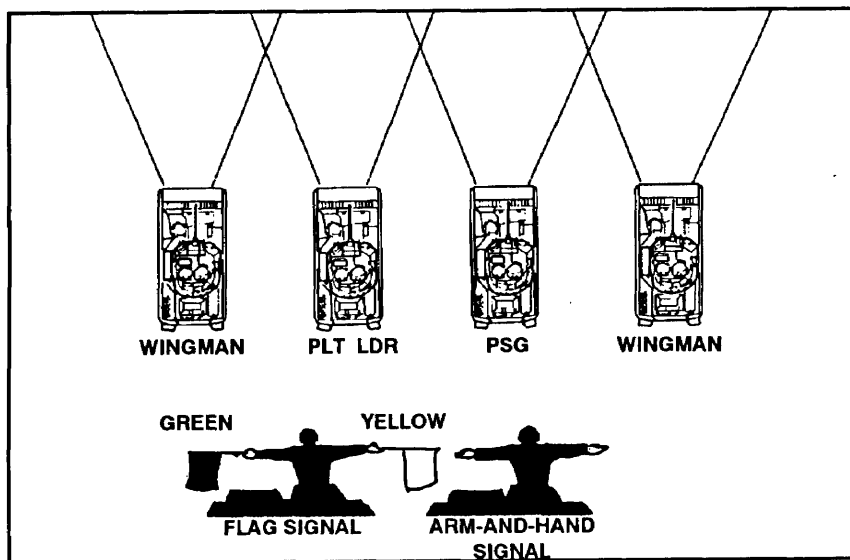 WINGMAN PLT LDR PSG WINGMAN
GREEN YELLOW
FLAG SIGNAL ARM-AND-HAND
SIGNAL